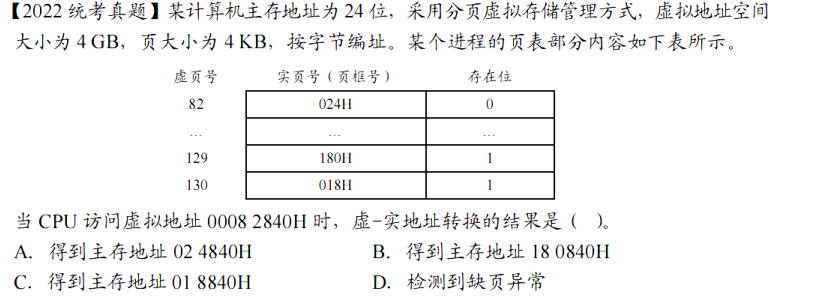 【2022 统考真题】某计算机主存地址为 24 位，采用分页虚拟存储管理方式，虚拟地址空间
大小为 4 GB，页大小为 4 KB，按字节编址。某个进程的页表部分内容如下表所示。
虚页号 实页号（页框号） 存在位
82 024H 0
… … …
129 180H 1
130 018H 1
当 CPU 访问虚拟地址 0008 2840H 时，虚-实地址转换的结果是（ ）。
A. 得到主存地址 02 4840H B. 得到主存地址 18 0840H
C. 得到主存地址 01 8840H D. 检测到缺页异常